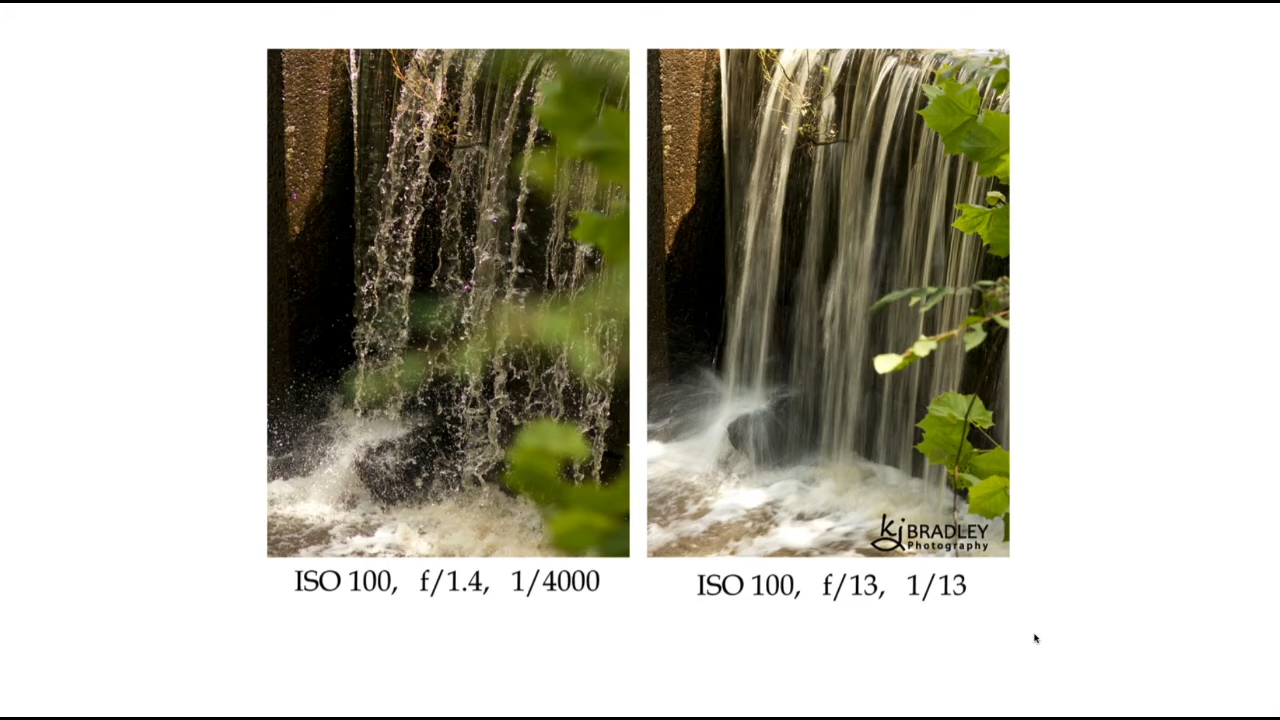 kj BRADLEY
Photography
ISO 100, f/1.4, 1/4000
ISO 100, f/13, 1/13